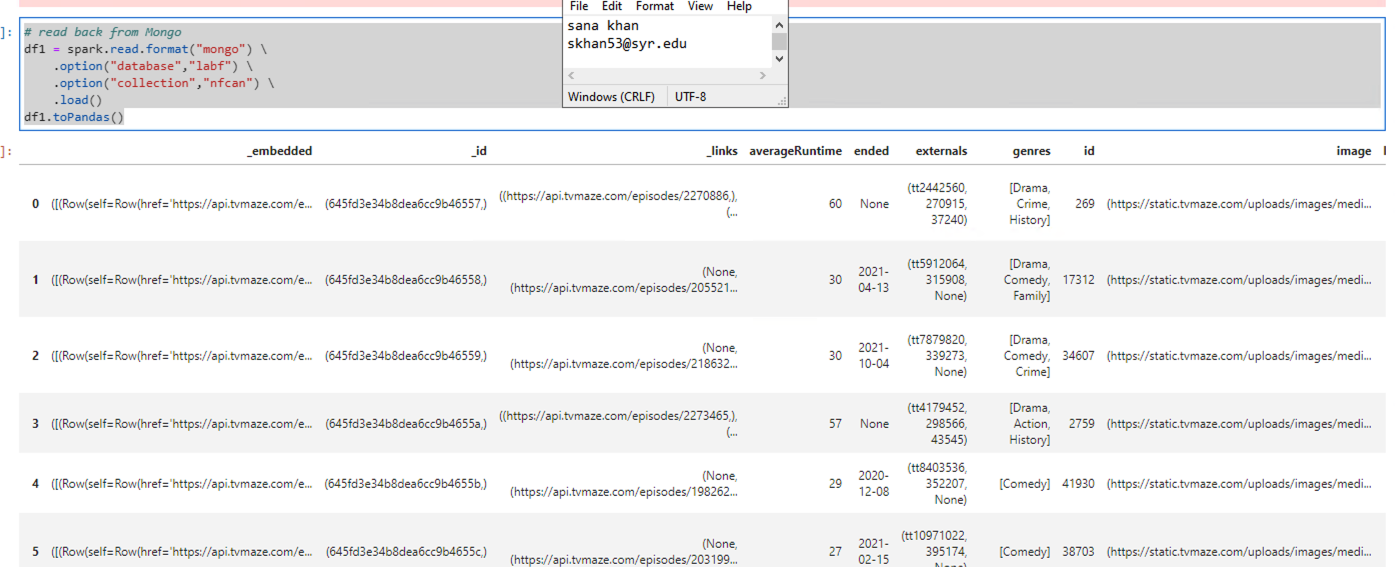 File Edit Format View Help
sana khan
skhan53@syr.edu
Windows (CRLF) UTF-8
]:
# read back from Mongo
df1 = spark.read.format("mongo") \
.option("database","labf") \
.option("collection","nfcan") \
.load()
df1.toPandas()
]:
_embedded _id _links averageRuntime ended externals genres id image
0 ([(Row(self=Row(href='https://api.tvmaze.com/e... (645fd3e34b8dea6cc9b46557,) ((https://api.tvmaze.com/episodes/2270886,), (... 60 None (tt2442560, 270915, 37240) [Drama, Crime, History] 269 (https://static.tvmaze.com/uploads/images/medi...
1 ([(Row(self=Row(href='https://api.tvmaze.com/e... (645fd3e34b8dea6cc9b46558,) (None, (https://api.tvmaze.com/episodes/205521... 30 2021-04-13 (tt5912064, 315908, None) [Drama, Comedy, Family] 17312 (https://static.tvmaze.com/uploads/images/medi...
2 ([(Row(self=Row(href='https://api.tvmaze.com/e... (645fd3e34b8dea6cc9b46559,) (None, (https://api.tvmaze.com/episodes/218632... 30 2021-10-04 (tt7879820, 339273, None) [Drama, Comedy, Crime] 34607 (https://static.tvmaze.com/uploads/images/medi...
3 ([(Row(self=Row(href='https://api.tvmaze.com/e... (645fd3e34b8dea6cc9b4655a,) ((https://api.tvmaze.com/episodes/2273465,), (... 57 None (tt4179452, 298566, 43545) [Drama, Action, History] 2759 (https://static.tvmaze.com/uploads/images/medi...
4 ([(Row(self=Row(href='https://api.tvmaze.com/e... (645fd3e34b8dea6cc9b4655b,) (None, (https://api.tvmaze.com/episodes/198262... 29 2020-12-08 (tt8403536, 352207, None) [Comedy] 41930 (https://static.tvmaze.com/uploads/images/medi...
5 ([(Row(self=Row(href='https://api.tvmaze.com/e... (645fd3e34b8dea6cc9b4655c,) (None, (https://api.tvmaze.com/episodes/203199... 27 2021-02-15 (tt10971022, 395174, None) [Comedy] 38703 (https://static.tvmaze.com/uploads/images/medi...